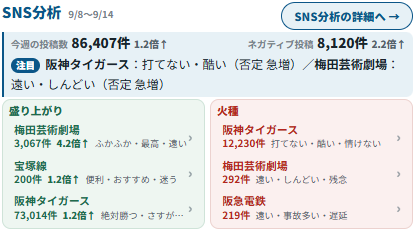 SNS分析 9/8～9/14
SNS分析の詳細へ →
今週の投稿数 86,407件 1.2倍↑
ネガティブ投稿 8,120件 2.2倍↑
注目 阪神タイガース：打てない・酷い（否定 急増）／梅田芸術劇場：
遠い・しんどい（否定 急増）
盛り上がり
梅田芸術劇場
3,067件 4.2倍↑ ふかふか・最高・遠い
宝塚線
200件 1.2倍↑ 便利・おすすめ・迷う
阪神タイガース
73,014件 1.2倍↑ 絶対勝つ・さすが…
火種
阪神タイガース
12,230件 打てない・酷い・情けない
梅田芸術劇場
292件 遠い・しんどい・残念
阪急電鉄
219件 遠い・事故多い・遅延